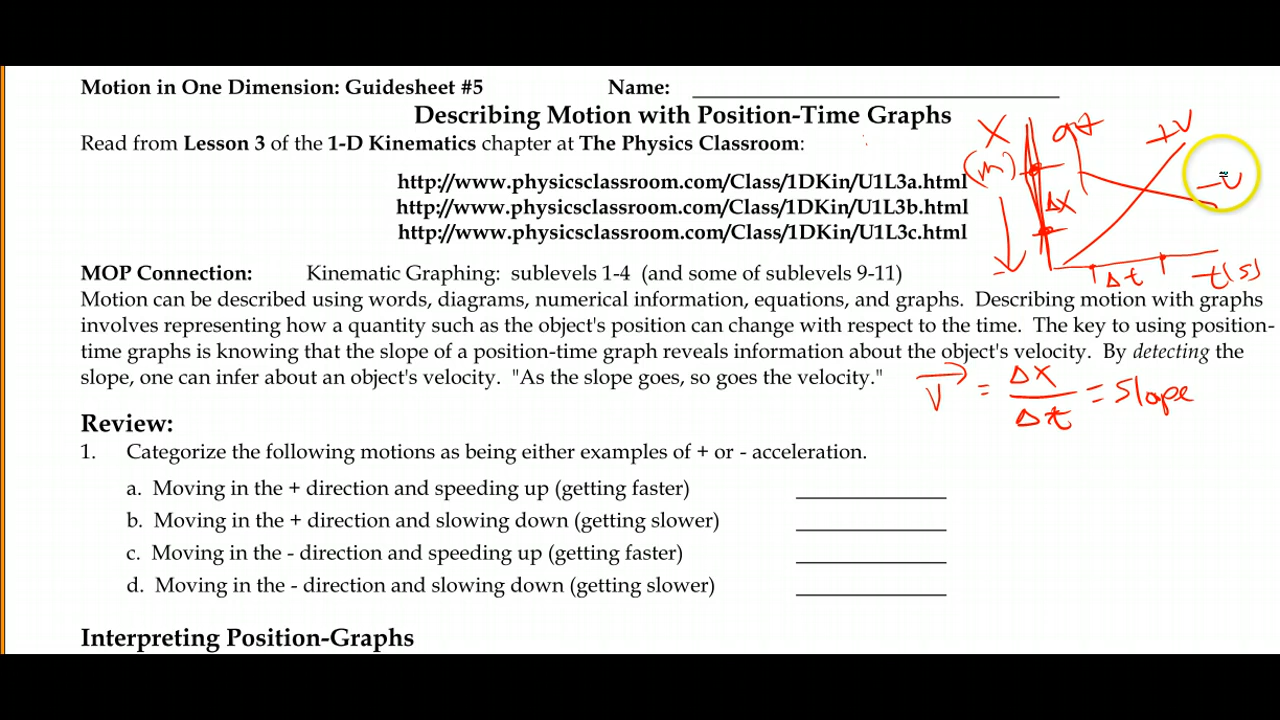 Motion in One Dimension: Guidesheet #5 Name:
Describing Motion with Position-Time Graphs
Read from Lesson 3 of the 1-D Kinematics chapter at The Physics Classroom:
http://www.physicsclassroom.com/Class/1DKin/U1L3a.html
http://www.physicsclassroom.com/Class/1DKin/U1L3b.html
http://www.physicsclassroom.com/Class/1DKin/U1L3c.html
X
(m)
+V
-V
Δx
Δt
t(s)
MOP Connection: Kinematic Graphing: sublevels 1-4 (and some of sublevels 9-11)
Motion can be described using words, diagrams, numerical information, equations, and graphs. Describing motion with graphs
involves representing how a quantity such as the object's position can change with respect to the time. The key to using position-
time graphs is knowing that the slope of a position-time graph reveals information about the object's velocity. By detecting the
slope, one can infer about an object's velocity. "As the slope goes, so goes the velocity."
V = Δx / Δt = Slope
Review:
1. Categorize the following motions as being either examples of + or - acceleration.
a. Moving in the + direction and speeding up (getting faster)
b. Moving in the + direction and slowing down (getting slower)
c. Moving in the - direction and speeding up (getting faster)
d. Moving in the - direction and slowing down (getting slower)
Interpreting Position-Graphs